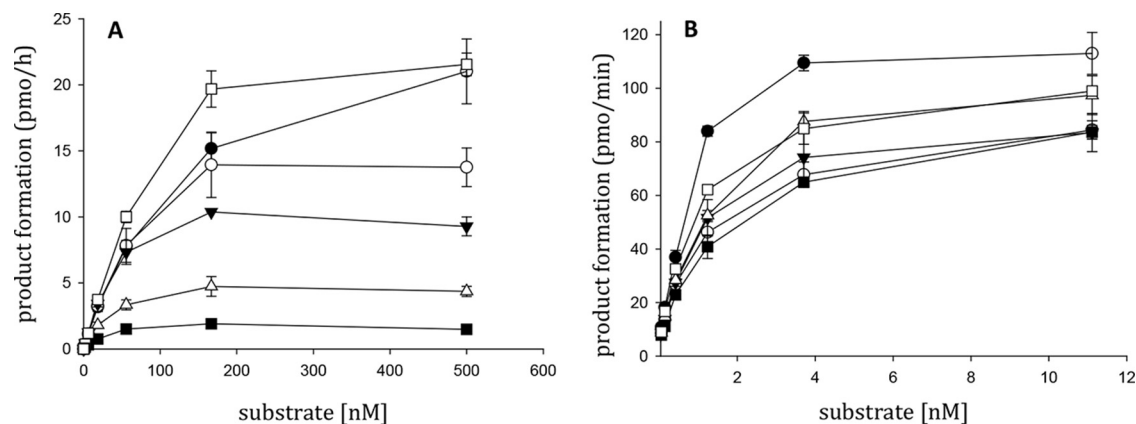 A
product formation (pmo/h)
25
20
15
10
5
0
0 100 200 300 400 500 600
substrate [nM]
B
product formation (pmo/min)
120
100
80
60
40
20
0
2 4 6 8 10 12
substrate [nM]